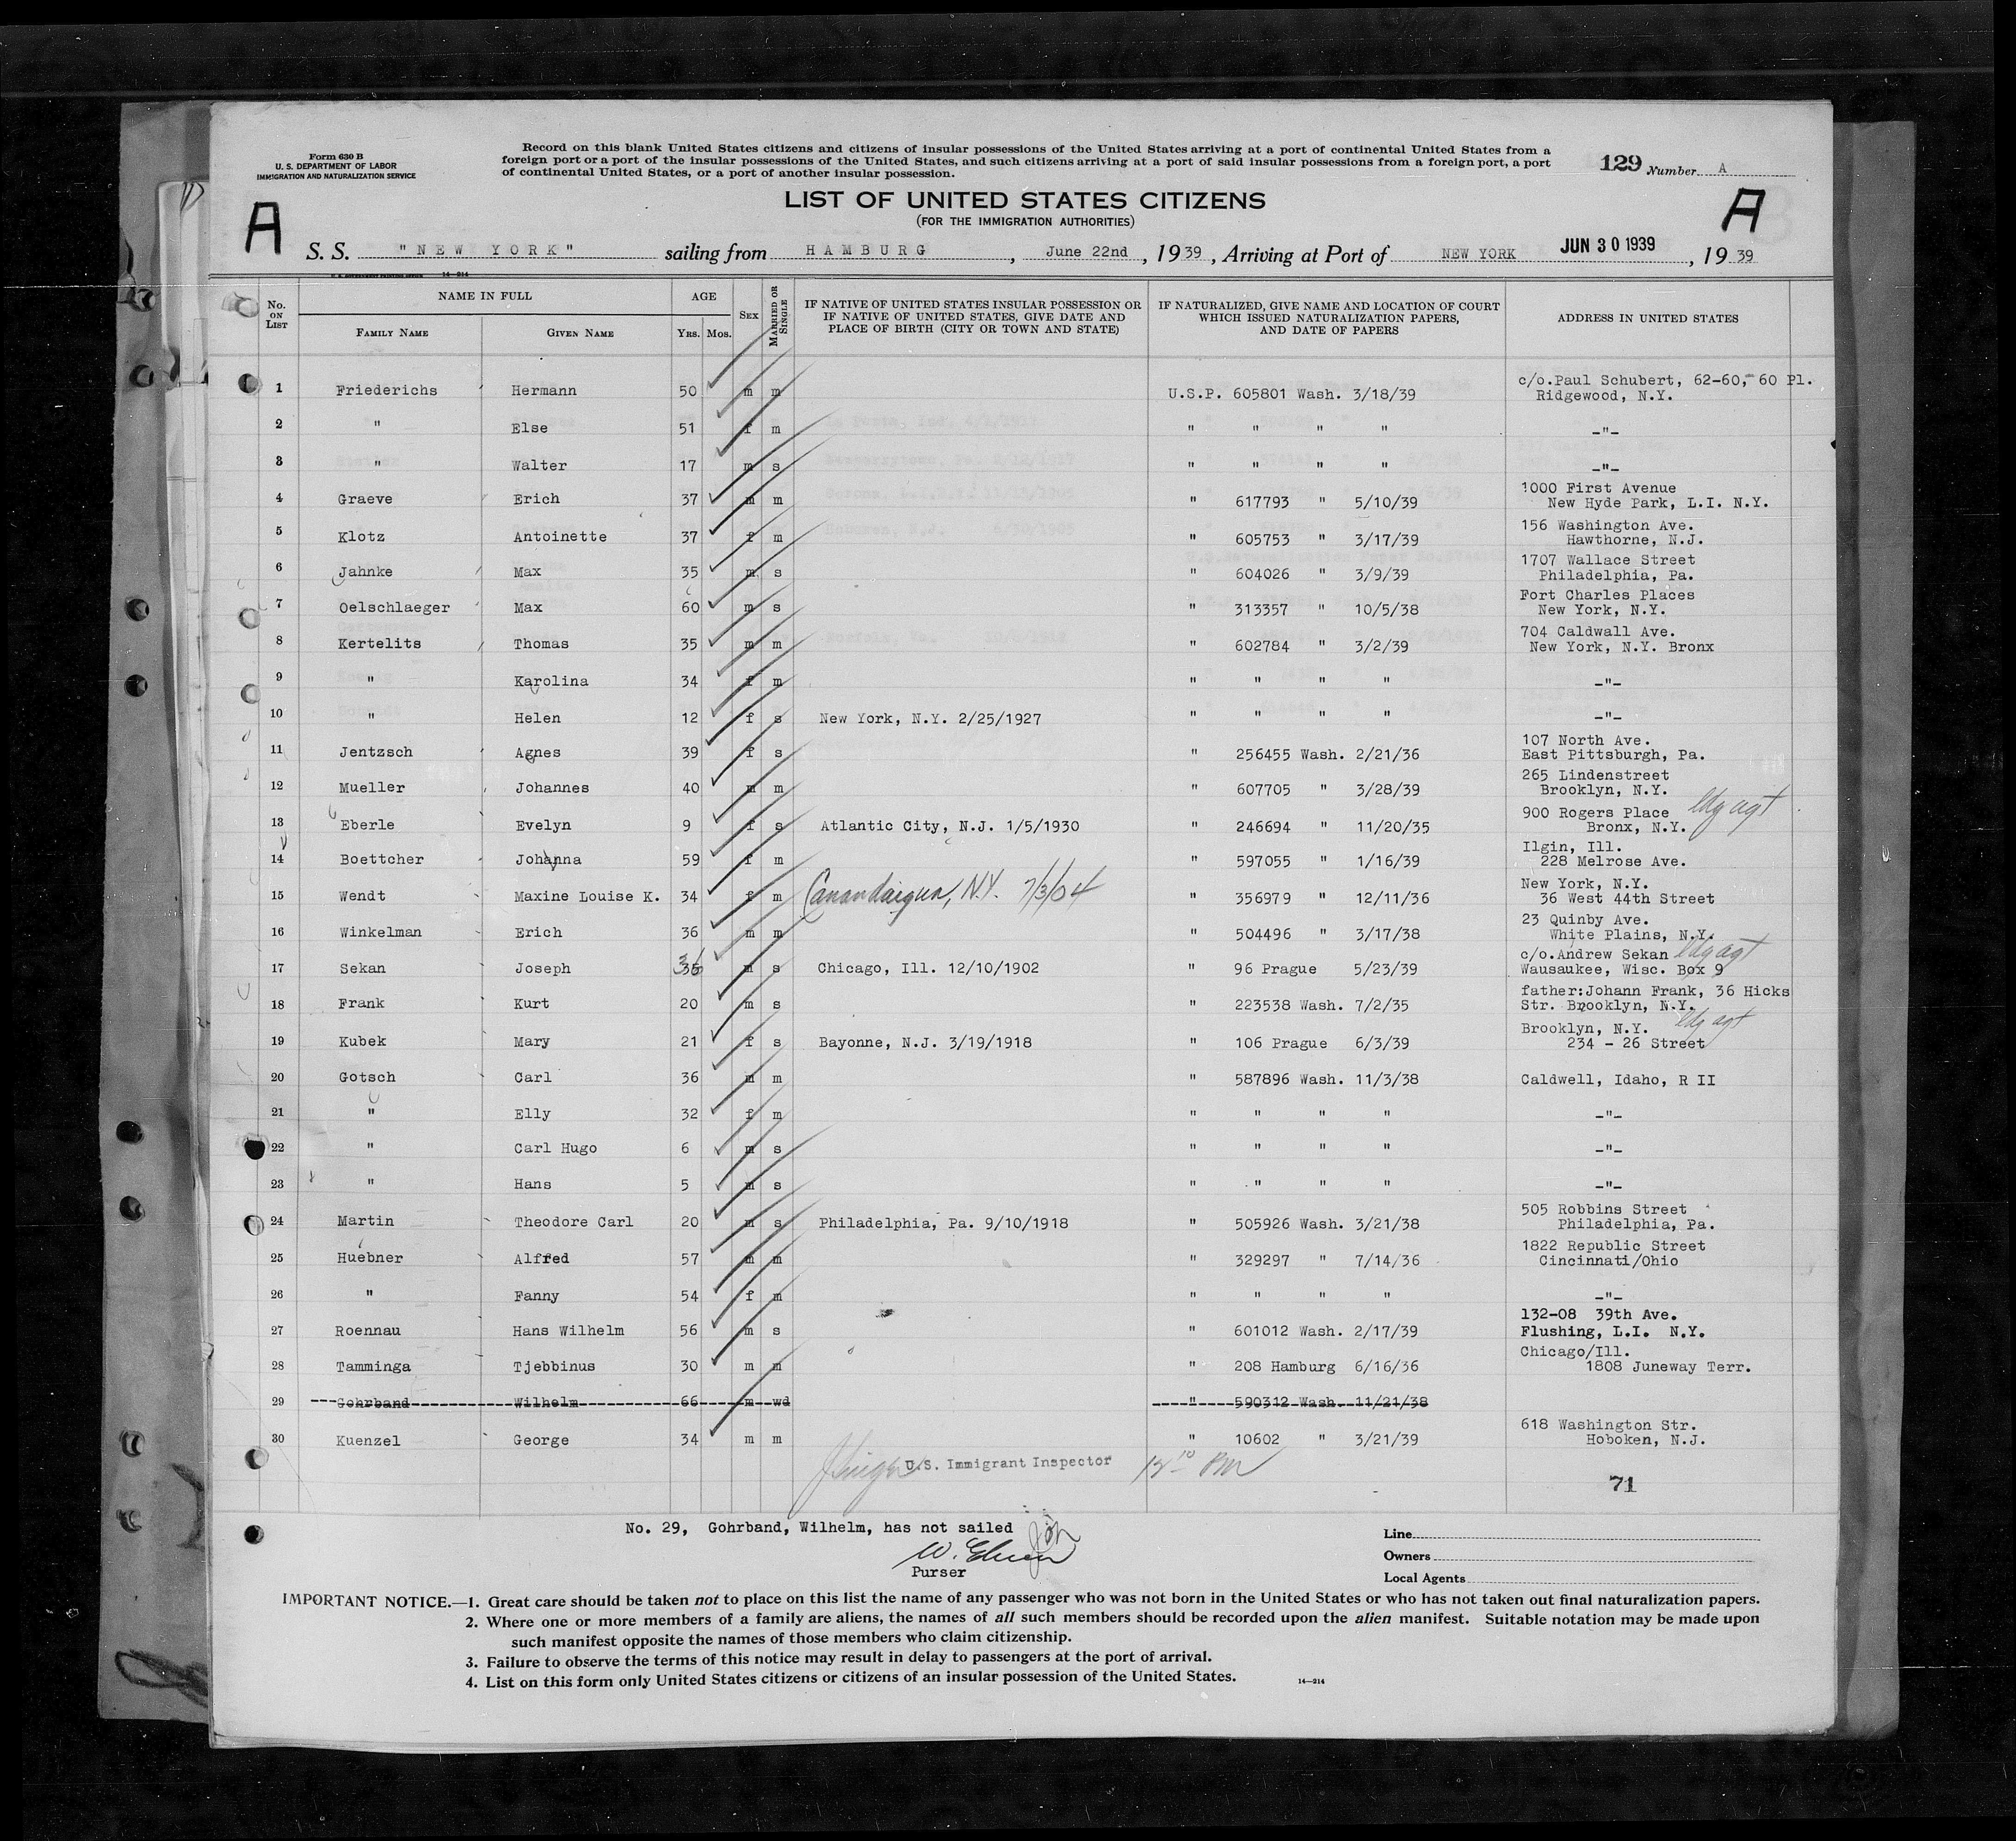 Form 630 B
U. S. DEPARTMENT OF LABOR
IMMIGRATION AND NATURALIZATION SERVICE
Record on this blank United States citizens and citizens of insular possessions of the United States arriving at a port of continental United States from a
foreign port or a port of the insular possessions of the United States, and such citizens arriving at a port of said insular possessions from a foreign port, a port
of continental United States, or a port of another insular possession.
129 Number A
LIST OF UNITED STATES CITIZENS
(FOR THE IMMIGRATION AUTHORITIES)
A
A
S. S. "NEW YORK" sailing from HAMBURG, June 22nd, 1939, Arriving at Port of NEW YORK JUN 30 1939, 1939
14—214
No. ON LIST
NAME IN FULL
FAMILY NAME
GIVEN NAME
AGE
YRS. MOS.
SEX
MARRIED OR SINGLE
IF NATIVE OF UNITED STATES INSULAR POSSESSION OR
IF NATIVE OF UNITED STATES, GIVE DATE AND
PLACE OF BIRTH (CITY OR TOWN AND STATE)
IF NATURALIZED, GIVE NAME AND LOCATION OF COURT
WHICH ISSUED NATURALIZATION PAPERS,
AND DATE OF PAPERS
ADDRESS IN UNITED STATES
1 Friederichs Hermann 50 m m U.S.P. 605801 Wash. 3/18/39 c/o.Paul Schubert, 62-60, 60 Pl.
Ridgewood, N.Y.
2 " Else 51 f m " " " " -"-
3 " Walter 17 m s " " " " -"-
4 Graeve Erich 37 m m " 617793 " 5/10/39 1000 First Avenue
New Hyde Park, L.I. N.Y.
5 Klotz Antoinette 37 f m " 605753 " 3/17/39 156 Washington Ave.
Hawthorne, N.J.
6 Jahnke Max 35 m s " 604026 " 3/9/39 1707 Wallace Street
Philadelphia, Pa.
7 Oelschlaeger Max 60 m s " 313357 " 10/5/38 Fort Charles Places
New York, N.Y.
8 Kertelits Thomas 35 m m " 602784 " 3/2/39 704 Caldwall Ave.
New York, N.Y. Bronx
9 " Karolina 34 f m " " " " -"-
10 " Helen 12 f s New York, N.Y. 2/25/1927 " " " " -"-
11 Jentzsch Agnes 39 f s " 256455 Wash. 2/21/36 107 North Ave.
East Pittsburgh, Pa.
12 Mueller Johannes 40 m m " 607705 " 3/28/39 265 Lindenstreet
Brooklyn, N.Y.
13 Eberle Evelyn 9 f s Atlantic City, N.J. 1/5/1930 " 246694 " 11/20/35 900 Rogers Place ldg agt
Bronx, N.Y.
14 Boettcher Johanna 59 f m " 597055 " 1/16/39 Ilgin, Ill.
228 Melrose Ave.
15 Wendt Maxine Louise K. 34 f m Canandaigua, N.Y. 7/3/04 " 356979 " 12/11/36 New York, N.Y.
36 West 44th Street
16 Winkelman Erich 36 m m " 504496 " 3/17/38 23 Quinby Ave.
White Plains, N.Y.
17 Sekan Joseph 36 m s Chicago, Ill. 12/10/1902 " 96 Prague 5/23/39 c/o.Andrew Sekan ldg agt
Wausaukee, Wisc. Box 9
18 Frank Kurt 20 m s " 223538 Wash. 7/2/35 father:Johann Frank, 36 Hicks
Str. Brooklyn, N.Y.
19 Kubek Mary 21 f s Bayonne, N.J. 3/19/1918 " 106 Prague 6/3/39 Brooklyn, N.Y. ldg agt
234 - 26 Street
20 Gotsch Carl 36 m m " 587896 Wash. 11/3/38 Caldwell, Idaho, R II
21 " Elly 32 f m " " " " -"-
22 " Carl Hugo 6 m s " " " " -"-
23 " Hans 5 m s " " " " -"-
24 Martin Theodore Carl 20 m s Philadelphia, Pa. 9/10/1918 " 505926 Wash. 3/21/38 505 Robbins Street
Philadelphia, Pa.
25 Huebner Alfred 57 m m " 329297 " 7/14/36 1822 Republic Street
Cincinnati/Ohio
26 " Fanny 54 f m " " " " -"-
27 Roennau Hans Wilhelm 56 m s " 601012 Wash. 2/17/39 132-08 39th Ave.
Flushing, L.I. N.Y.
28 Tamminga Tjebbinus 30 m m " 208 Hamburg 6/16/36 Chicago/Ill.
1808 Juneway Terr.
29 Gohrband Wilhelm 66 m wd " 590312 Wash. 11/21/38
30 Kuenzel George 34 m m " 10602 " 3/21/39 618 Washington Str.
Hoboken, N.J.
U.S. Immigrant Inspector
71
No. 29, Gohrband, Wilhelm, has not sailed
Purser
Line
Owners
Local Agents
IMPORTANT NOTICE.—1. Great care should be taken not to place on this list the name of any passenger who was not born in the United States or who has not taken out final naturalization papers.
2. Where one or more members of a family are aliens, the names of all such members should be recorded upon the alien manifest. Suitable notation may be made upon
such manifest opposite the names of those members who claim citizenship.
3. Failure to observe the terms of this notice may result in delay to passengers at the port of arrival.
4. List on this form only United States citizens or citizens of an insular possession of the United States. 14—214